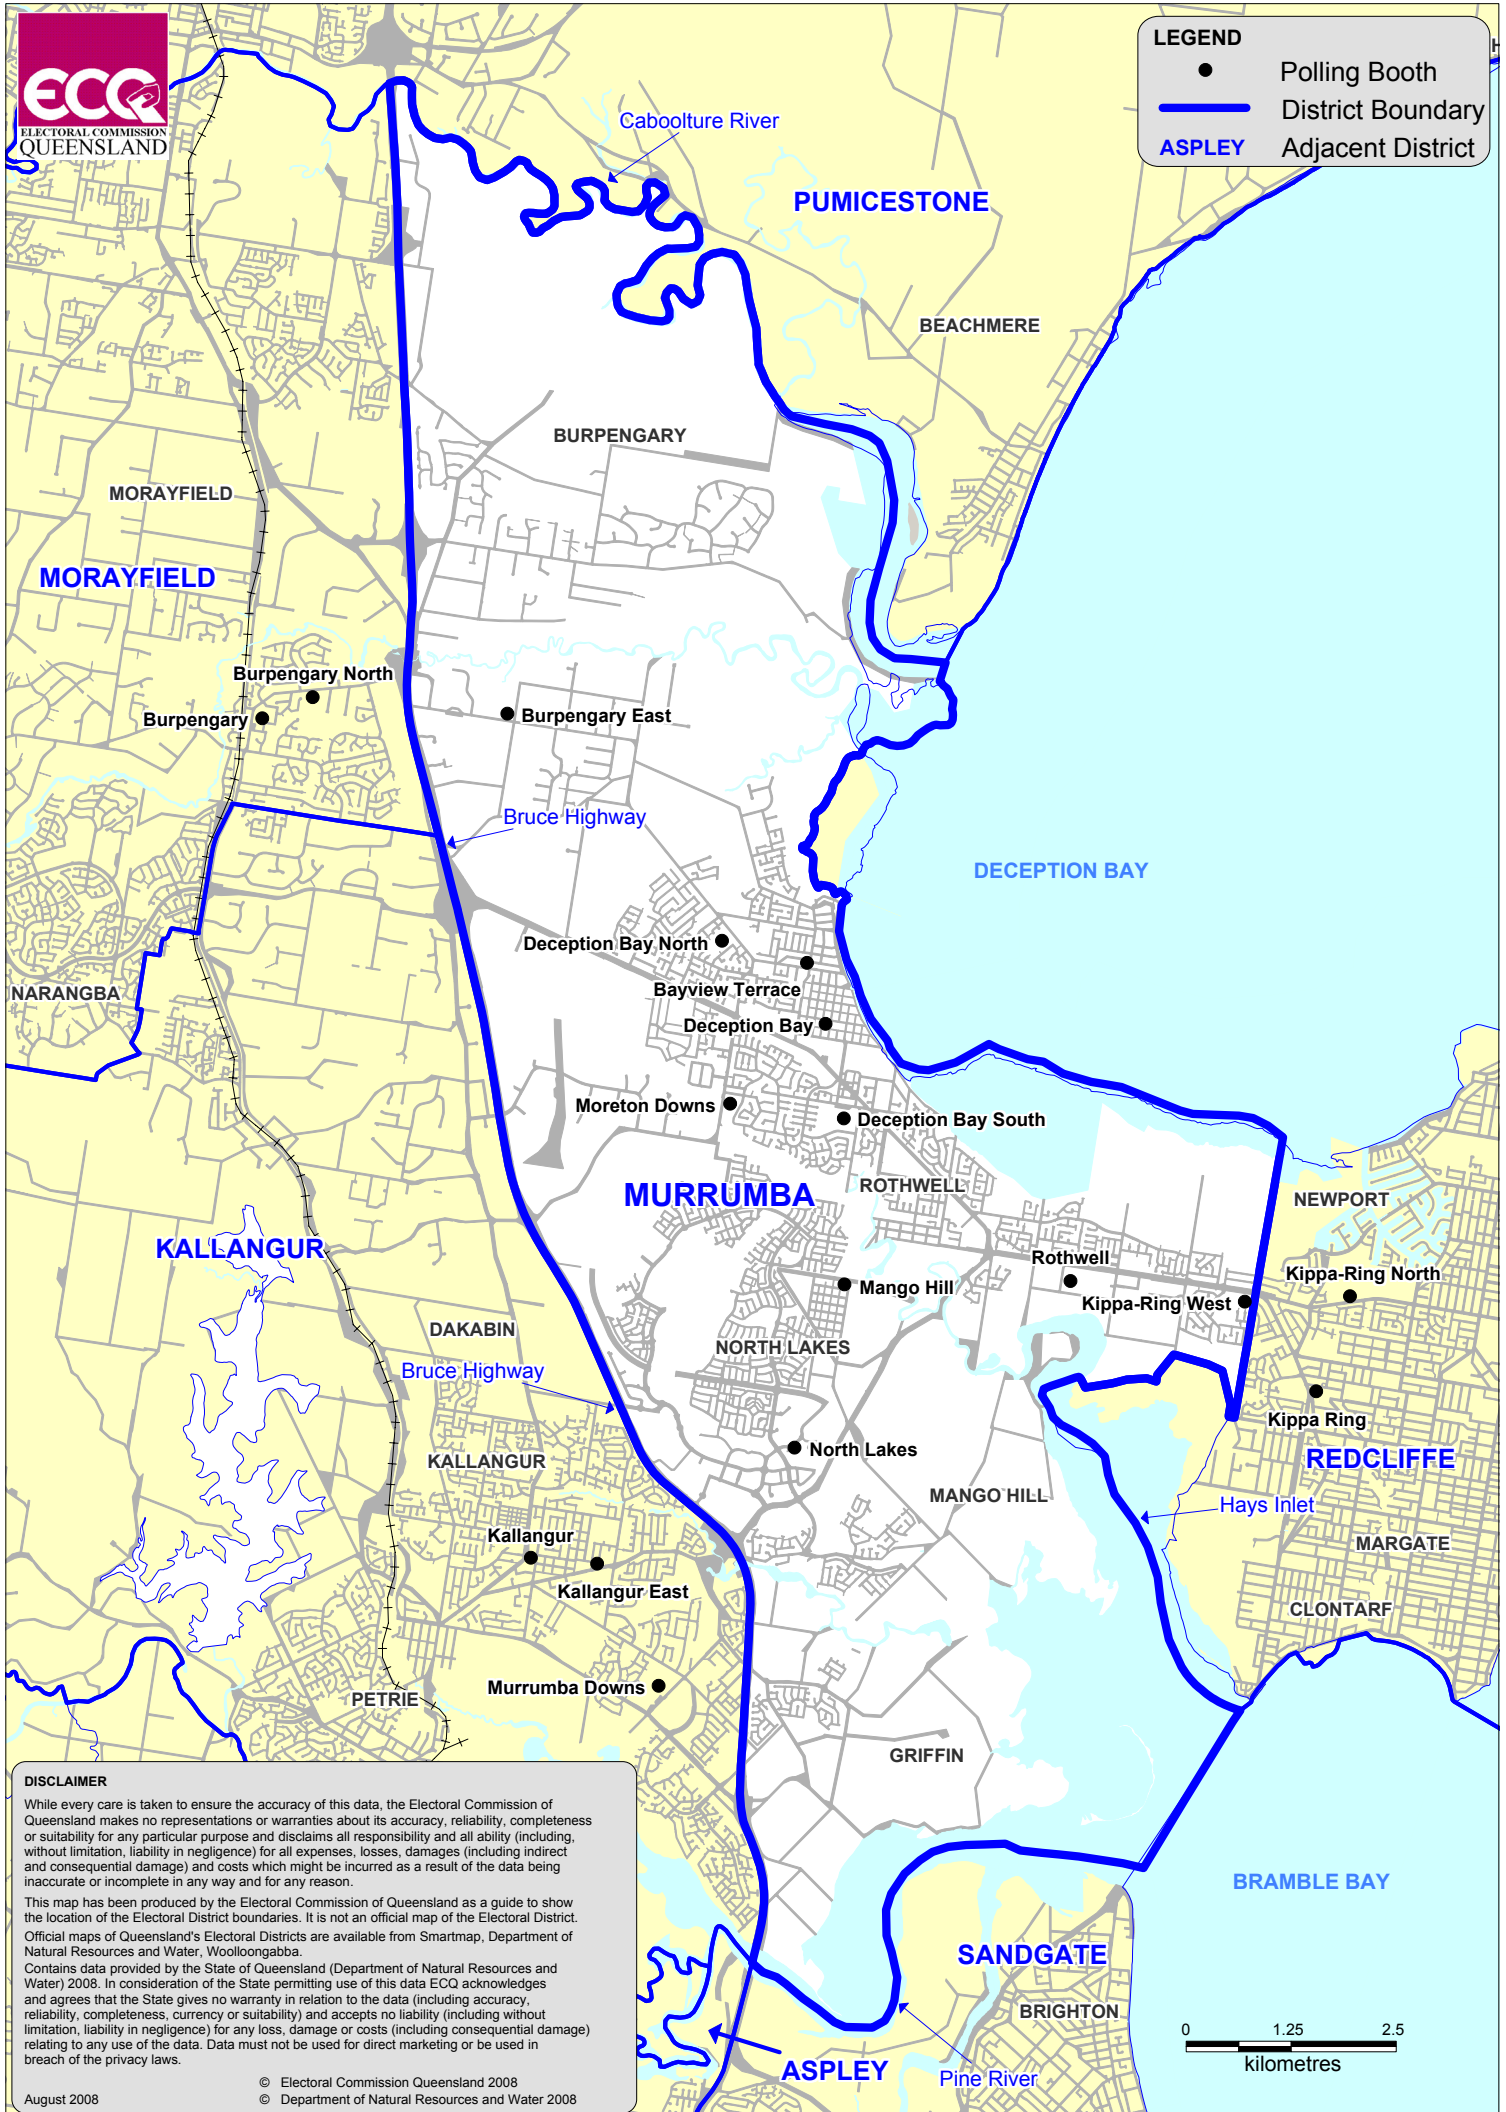 ECQ
ELECTORAL COMMISSION
QUEENSLAND
LEGEND
Polling Booth
District Boundary
ASPLEY Adjacent District
H
Caboolture River
PUMICESTONE
BEACHMERE
BURPENGARY
MORAYFIELD
MORAYFIELD
Burpengary North
Burpengary
Burpengary East
Bruce Highway
DECEPTION BAY
Deception Bay North
Bayview Terrace
NARANGBA
Deception Bay
Moreton Downs
Deception Bay South
MURRUMBA
ROTHWELL
NEWPORT
KALLANGUR
Rothwell
Kippa-Ring North
Mango Hill
Kippa-Ring West
DAKABIN
NORTH LAKES
Bruce Highway
Kippa Ring
North Lakes
REDCLIFFE
KALLANGUR
MANGO HILL
Hays Inlet
Kallangur
MARGATE
Kallangur East
CLONTARF
Murrumba Downs
PETRIE
GRIFFIN
BRAMBLE BAY
SANDGATE
BRIGHTON
ASPLEY
Pine River
0 1.25 2.5
kilometres
DISCLAIMER
While every care is taken to ensure the accuracy of this data, the Electoral Commission of
Queensland makes no representations or warranties about its accuracy, reliability, completeness
or suitability for any particular purpose and disclaims all responsibility and all ability (including,
without limitation, liability in negligence) for all expenses, losses, damages (including indirect
and consequential damage) and costs which might be incurred as a result of the data being
inaccurate or incomplete in any way and for any reason.
This map has been produced by the Electoral Commission of Queensland as a guide to show
the location of the Electoral District boundaries. It is not an official map of the Electoral District.
Official maps of Queensland's Electoral Districts are available from Smartmap, Department of
Natural Resources and Water, Woolloongabba.
Contains data provided by the State of Queensland (Department of Natural Resources and
Water) 2008. In consideration of the State permitting use of this data ECQ acknowledges
and agrees that the State gives no warranty in relation to the data (including accuracy,
reliability, completeness, currency or suitability) and accepts no liability (including without
limitation, liability in negligence) for any loss, damage or costs (including consequential damage)
relating to any use of the data. Data must not be used for direct marketing or be used in
breach of the privacy laws.
© Electoral Commission Queensland 2008
August 2008 © Department of Natural Resources and Water 2008